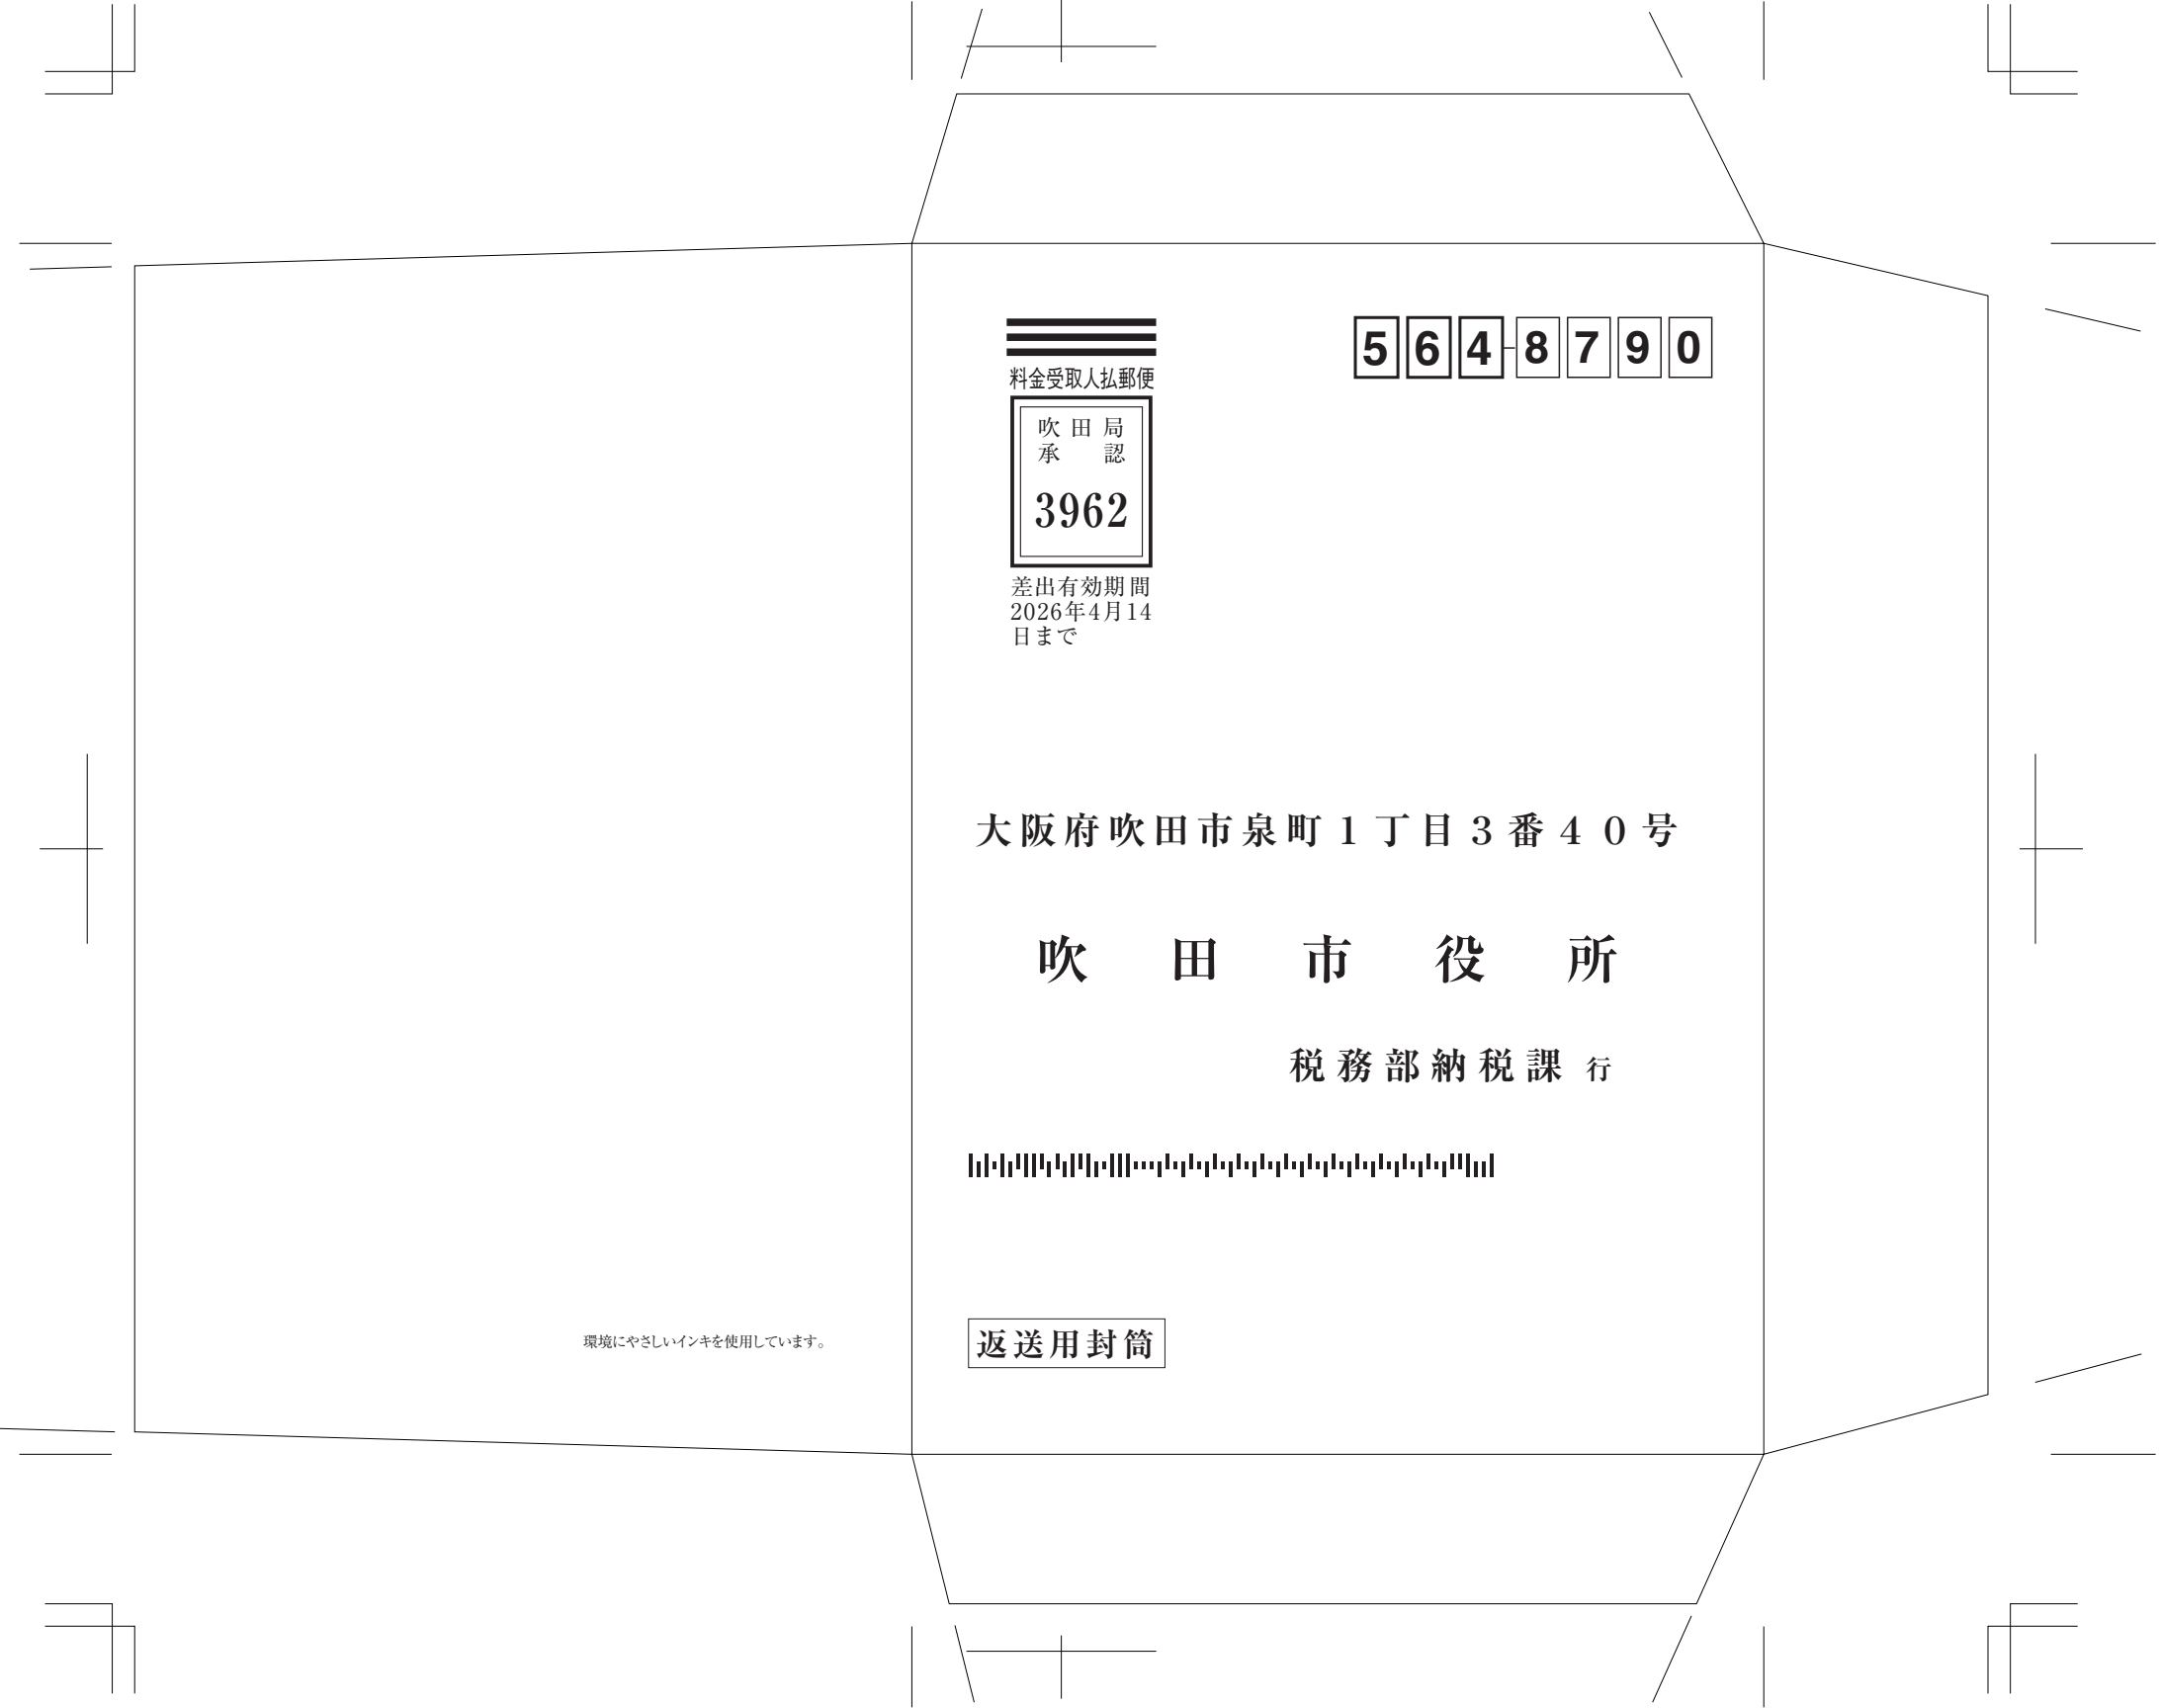 564-8790
料金受取人払郵便
吹田局
承認
3962
差出有効期間
2026年4月14
日まで
大阪府吹田市泉町1丁目3番40号
吹田市役所
税務部納税課 行
返送用封筒
環境にやさしいインキを使用しています。